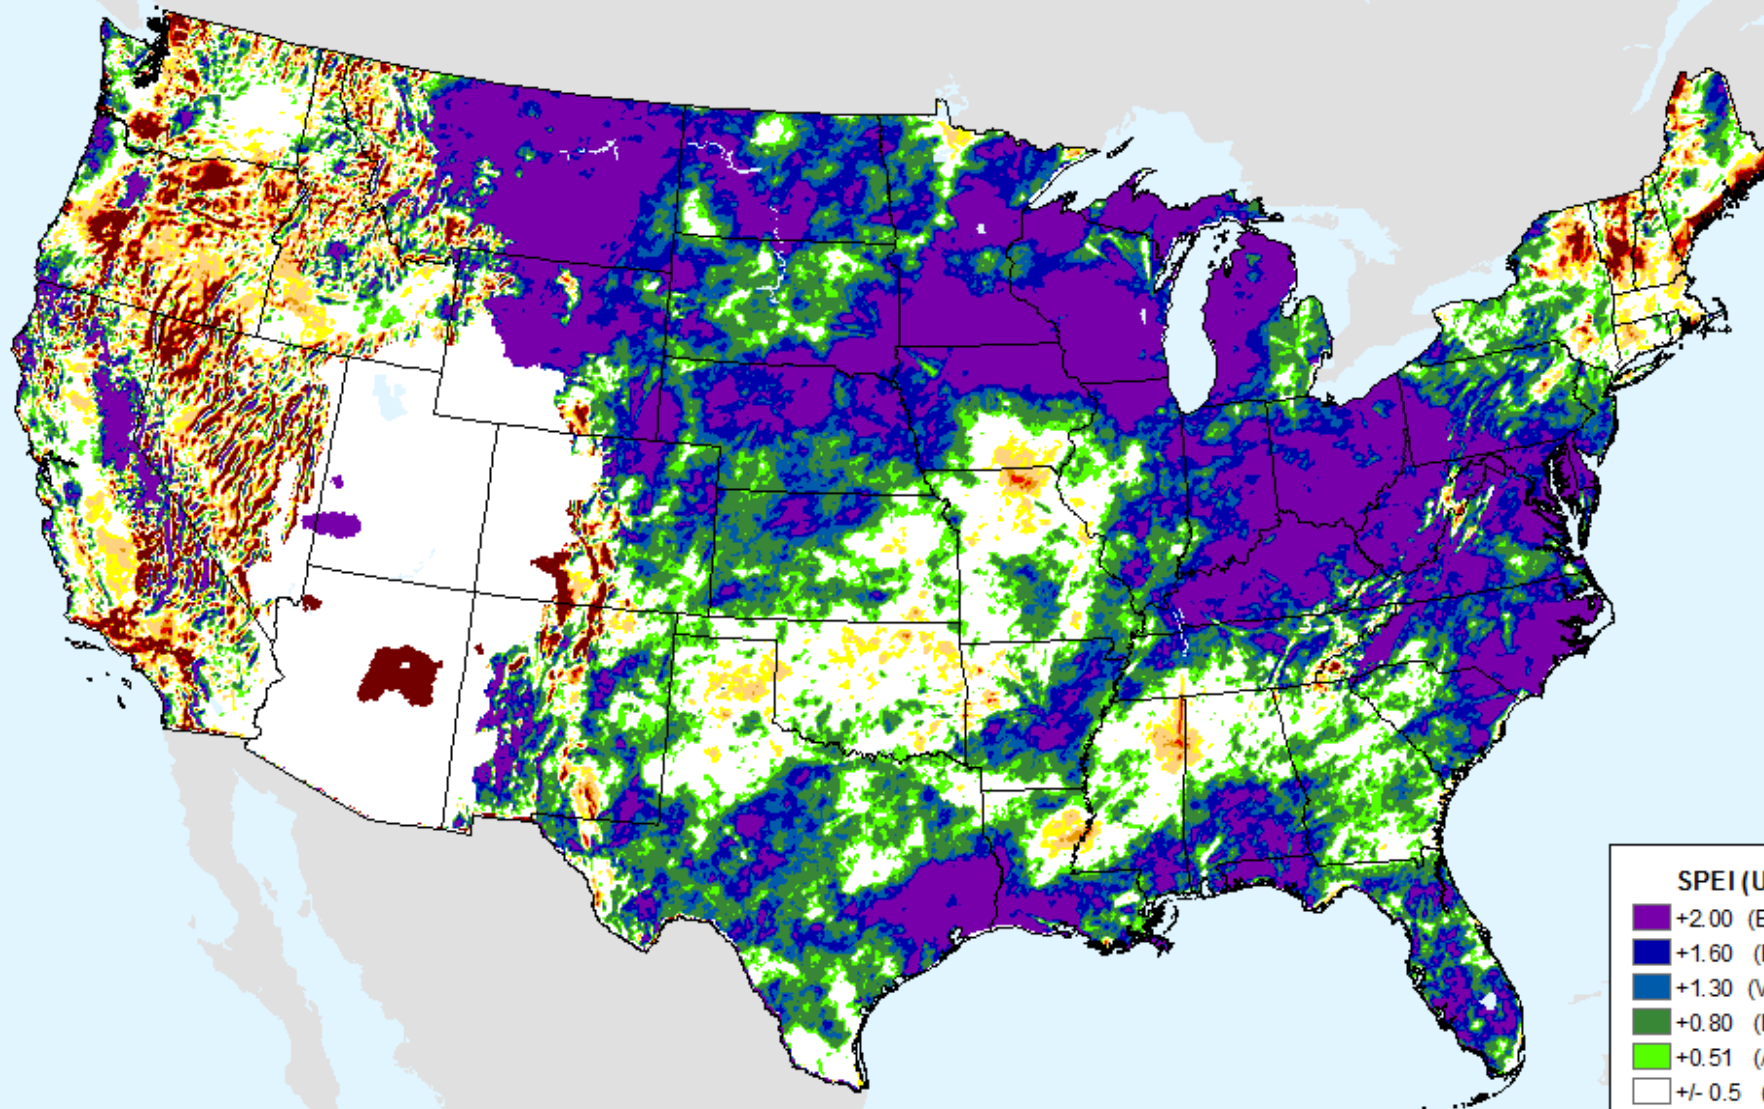 SPEI (U
+2.00 (E
+1.60 (I
+1.30 (V
+0.80 (I
+0.51 (A
+/- 0.5 (